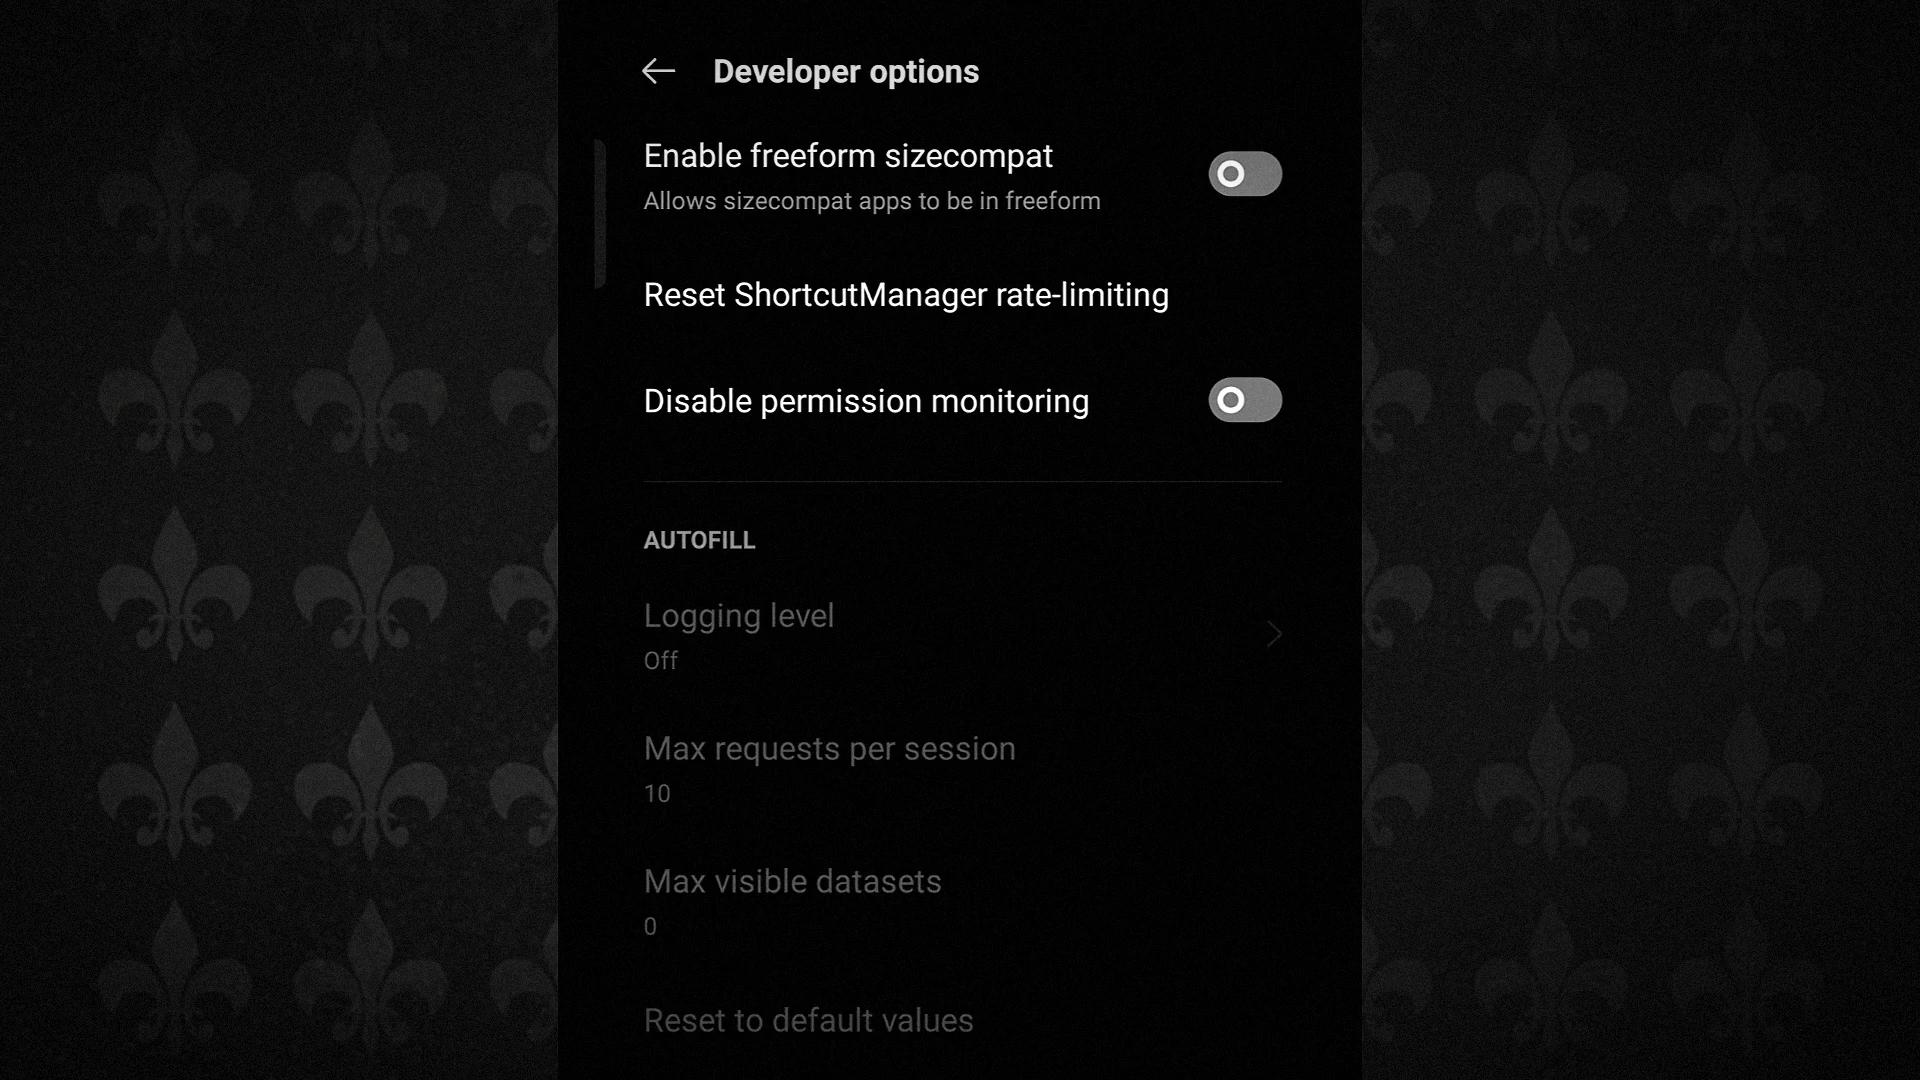 Developer options
Enable freeform sizecompat
Allows sizecompat apps to be in freeform
Reset ShortcutManager rate-limiting
Disable permission monitoring
AUTOFILL
Logging level
Off
Max requests per session
10
Max visible datasets
0
Reset to default values